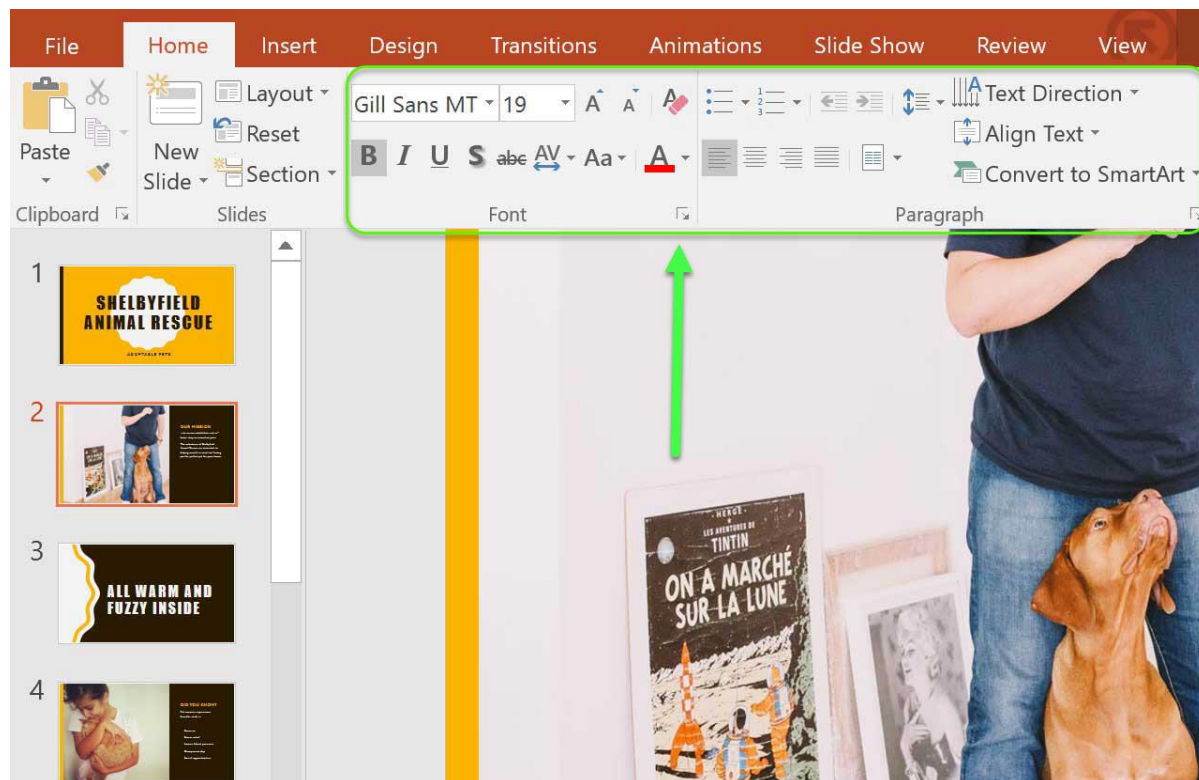 File Home Insert Design Transitions Animations Slide Show Review View
Paste
Clipboard
New
Slide
Layout
Reset
Section
Slides
Gill Sans MT 19 A A
B I U S abc AV Aa A
Font
Text Direction
Align Text
Convert to SmartArt
Paragraph
1
SHELBYFIELD
ANIMAL RESCUE
ADOPTABLE PETS
2
OUR MISSION
3
ALL WARM AND
FUZZY INSIDE
4
DID YOU KNOW?
HERGÉ
LES AVENTURES DE
TINTIN
ON A MARCHÉ
SUR LA LUNE